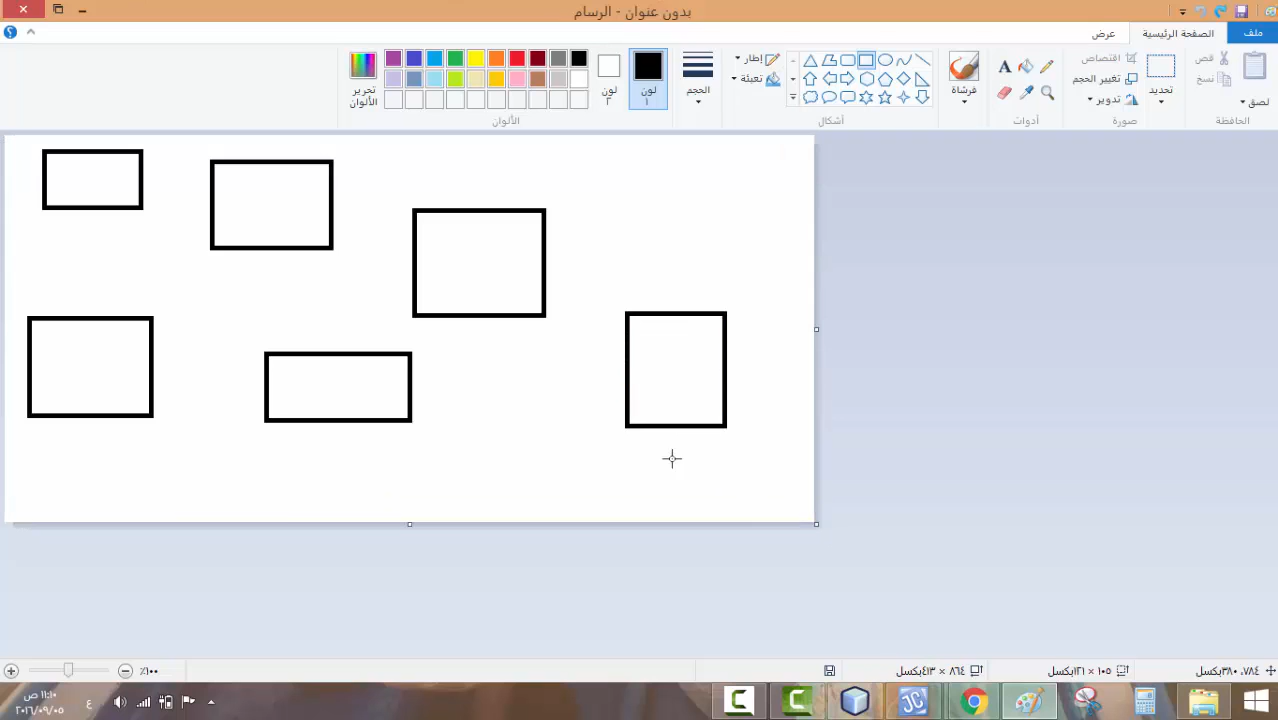 بدون عنوان - الرسام
ملف
الصفحة الرئيسية
عرض
لصق
قص
نسخ
الحافظة
تحديد
اقتصاص
تغيير الحجم
تدوير
صورة
A
أدوات
فرشاة
إطار
تعبئة
أشكال
الحجم
لون
١
لون
٢
تحرير
الألوان
الألوان
٧٨٤، ٣٨٠بكسل
١٠٥ × ١٢١بكسل
٨٦٤ × ٤١٣بكسل
١٠٠٪
ع
١١:١٠ ص
٢٠١٦/٠٩/٠٥